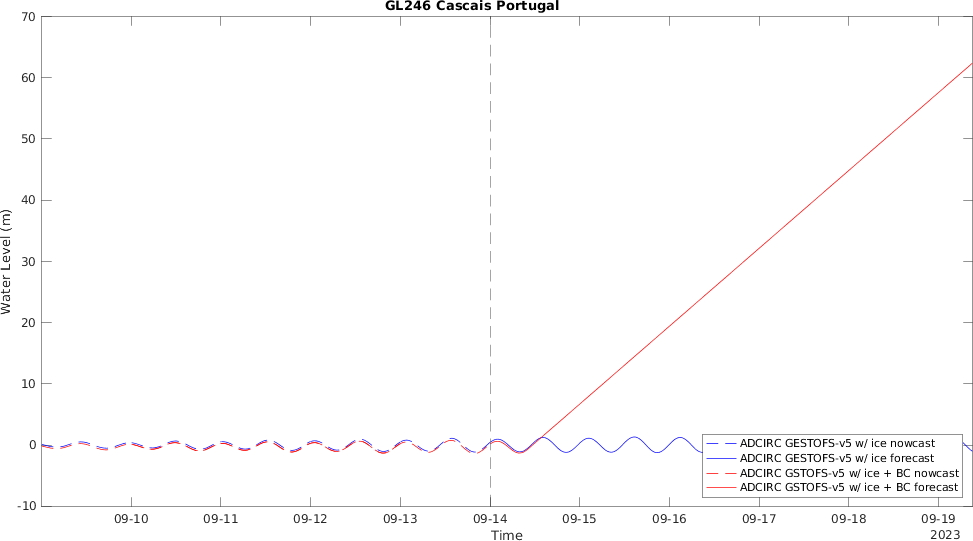 GL246 Cascais Portugal
Water Level (m)
70
60
50
40
30
20
10
0
-10
ADCIRC GESTOFS-v5 w/ ice nowcast
ADCIRC GESTOFS-v5 w/ ice forecast
ADCIRC GSTOFS-v5 w/ ice + BC nowcast
ADCIRC GSTOFS-v5 w/ ice + BC forecast
09-10 09-11 09-12 09-13 09-14 09-15 09-16 09-17 09-18 09-19
2023
Time